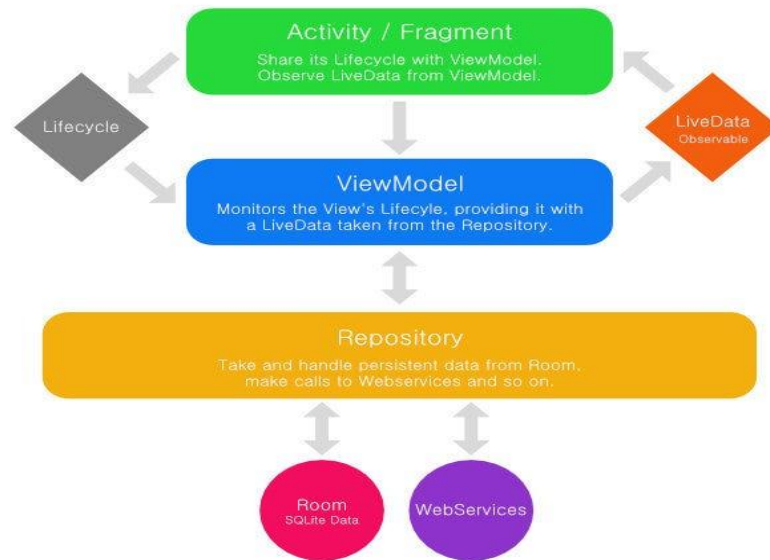 Activity / Fragment
Share its Lifecycle with ViewModel.
Observe LiveData from ViewModel.
Lifecycle
LiveData
Observable
ViewModel
Monitors the View's Lifecyle, providing it with
a LiveData taken from the Repository.
Repository
Take and handle persistent data from Room,
make calls to Webservices and so on.
Room
SQLite Data
WebServices